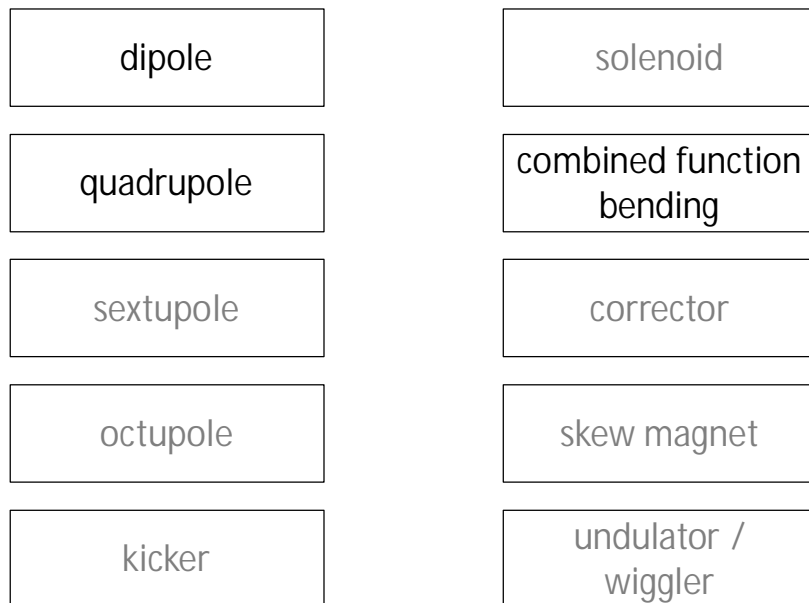 dipole
solenoid
quadrupole
combined function
bending
sextupole
corrector
octupole
skew magnet
kicker
undulator /
wiggler